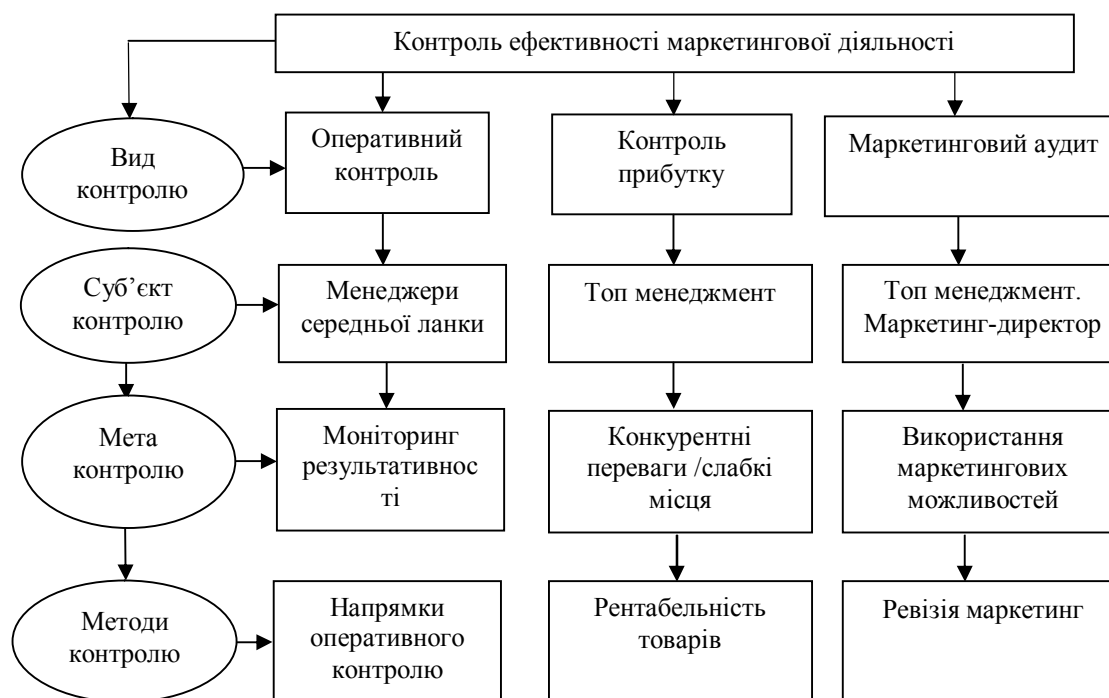 Контроль ефективності маркетингової діяльності
Вид
контролю
Оперативний
контроль
Контроль
прибутку
Маркетинговий аудит
Суб’єкт
контролю
Менеджери
середньої ланки
Топ менеджмент
Топ менеджмент.
Маркетинг-директор
Мета
контролю
Моніторинг
результативнос
ті
Конкурентні
переваги /слабкі
місця
Використання
маркетингових
можливостей
Методи
контролю
Напрямки
оперативного
контролю
Рентабельність
товарів
Ревізія маркетинг